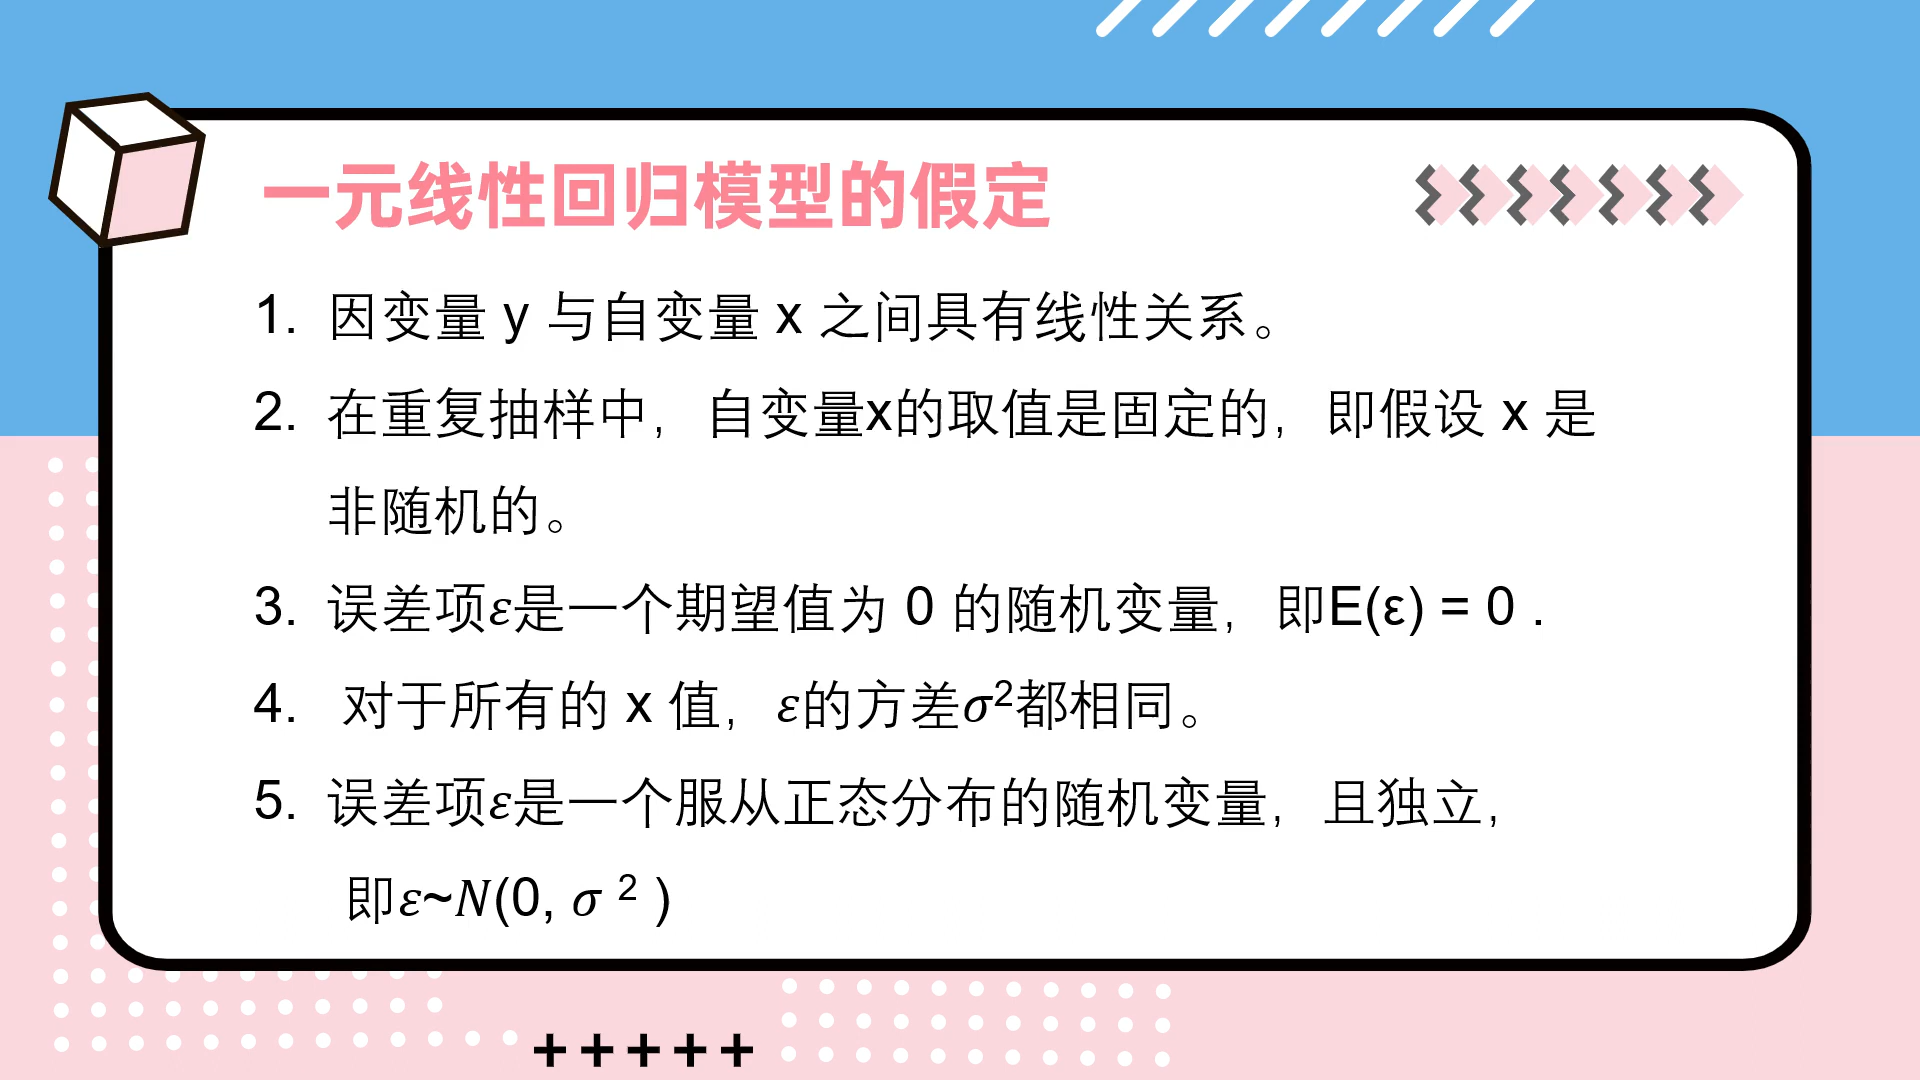 一元线性回归模型的假定
1. 因变量 y 与自变量 x 之间具有线性关系。
2. 在重复抽样中，自变量x的取值是固定的，即假设 x 是
非随机的。
3. 误差项ε是一个期望值为 0 的随机变量，即E(ε) = 0 .
4. 对于所有的 x 值，ε的方差σ²都相同。
5. 误差项ε是一个服从正态分布的随机变量，且独立，
即ε~N(0, σ ² )